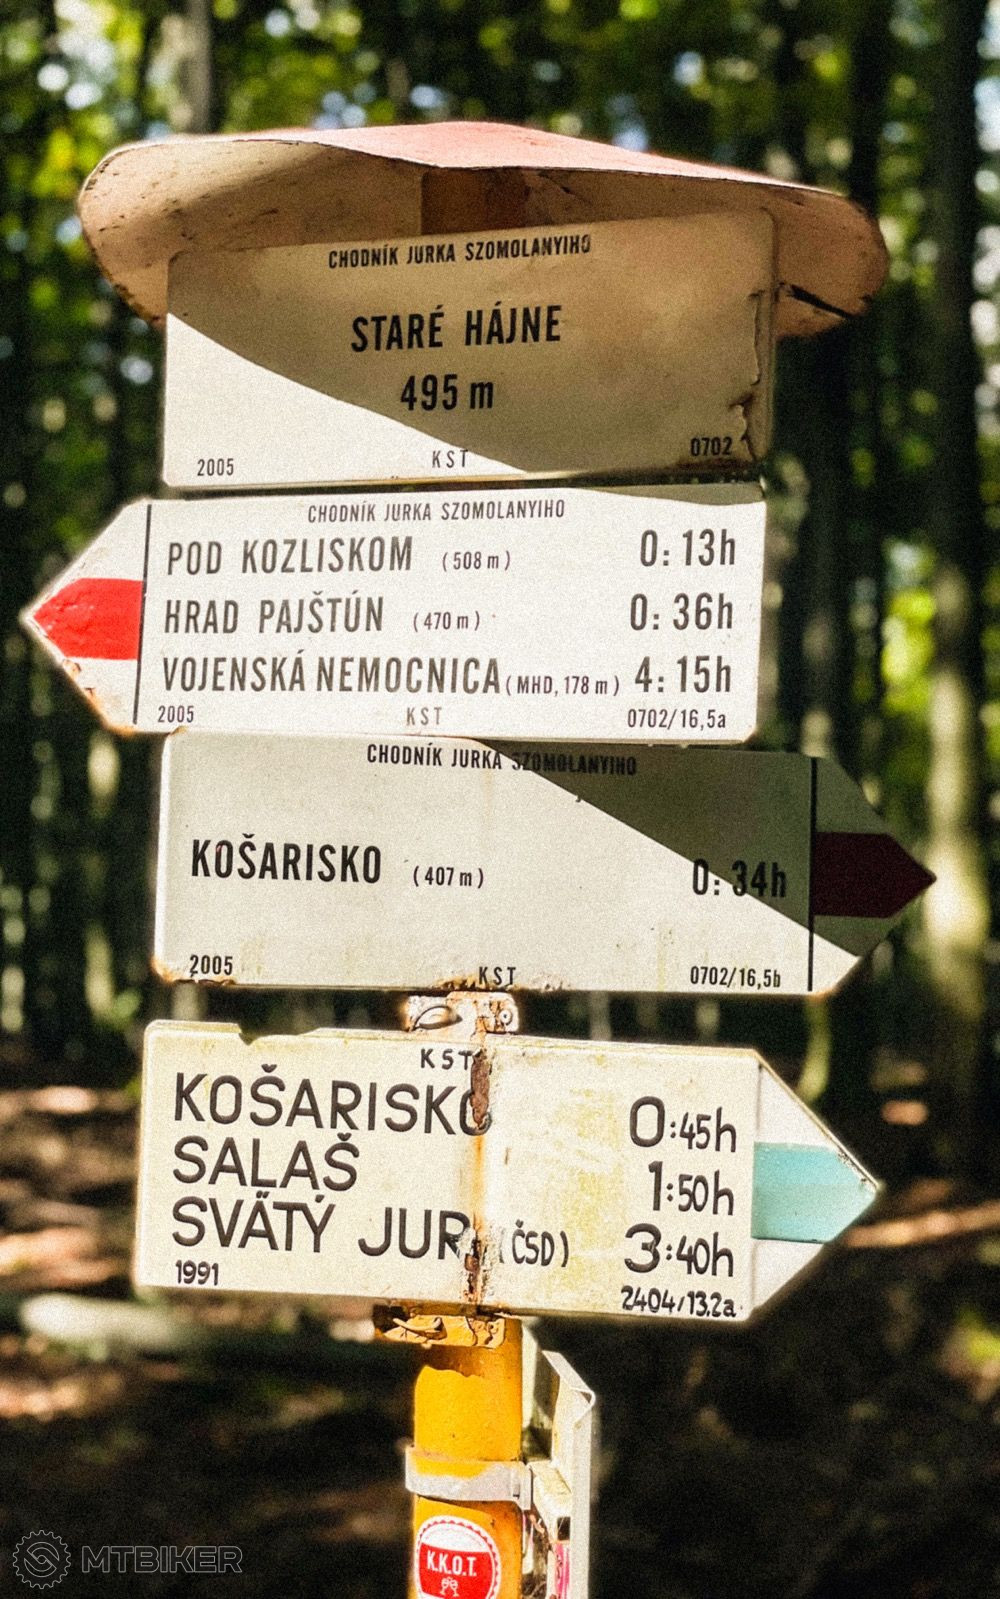 CHODNÍK JURKA SZOMOLANYIHO
STARÉ HÁJNE
495 m
2005 KST 0702
CHODNÍK JURKA SZOMOLANYIHO
POD KOZLISKOM (508 m) 0:13h
HRAD PAJŠTÚN (470 m) 0:36h
VOJENSKÁ NEMOCNICA (MHD, 178 m) 4:15h
2005 KST 0702/16,5a
CHODNÍK JURKA SZOMOLANYIHO
KOŠARISKO (407 m) 0:34h
2005 KST 0702/16,5b
KST
KOŠARISKO 0:45h
SALAŠ 1:50h
SVÄTÝ JUR (ČSD) 3:40h
1991 2404/13.2a
K.K.O.T.
MTBIKER